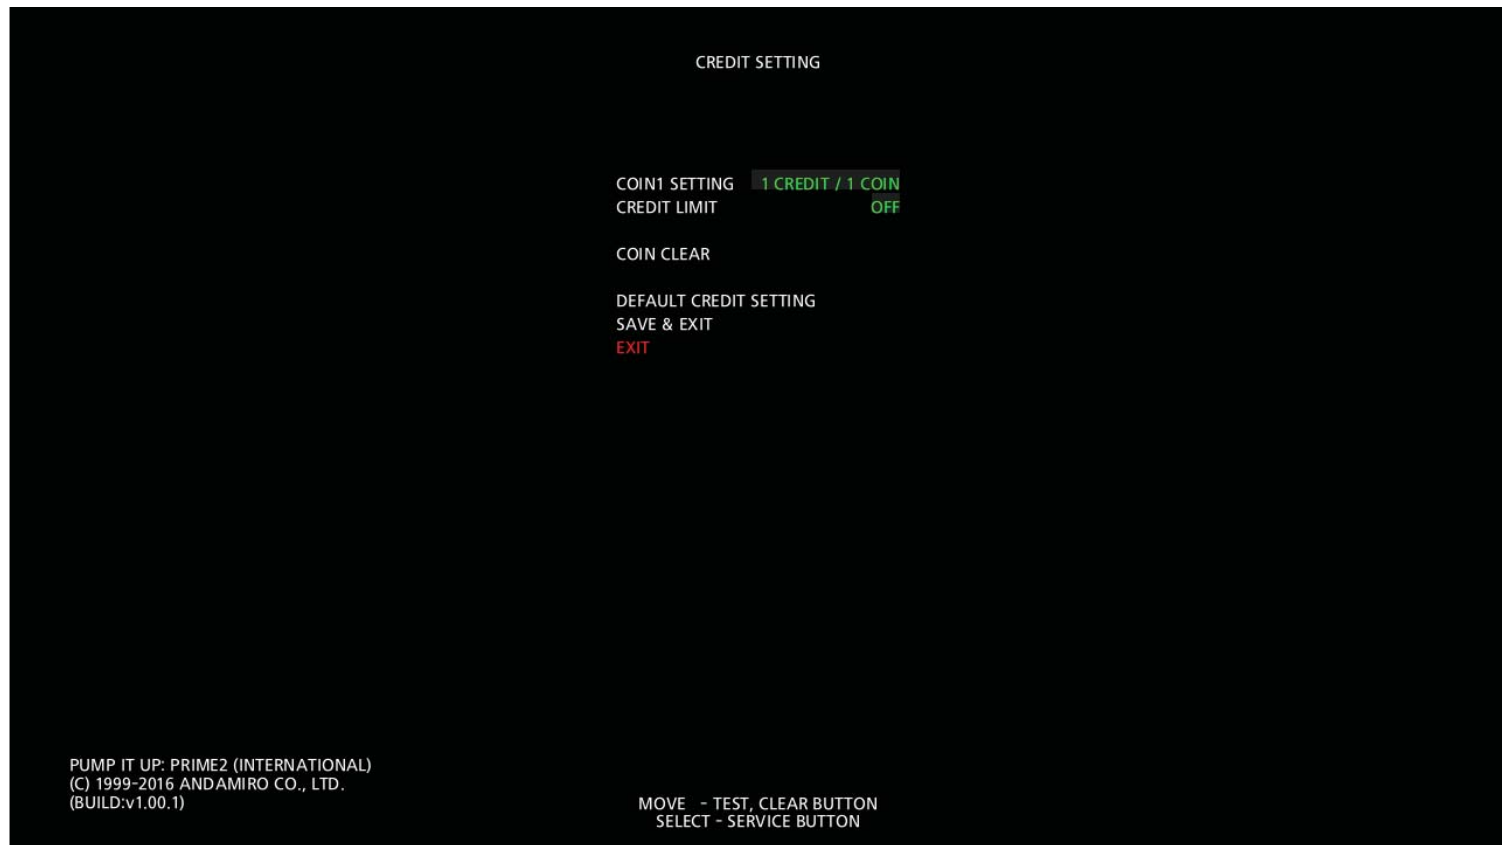 CREDIT SETTING
COIN1 SETTING 1 CREDIT / 1 COIN
CREDIT LIMIT OFF
COIN CLEAR
DEFAULT CREDIT SETTING
SAVE & EXIT
EXIT
PUMP IT UP: PRIME2 (INTERNATIONAL)
(C) 1999-2016 ANDAMIRO CO., LTD.
(BUILD:v1.00.1)
MOVE - TEST, CLEAR BUTTON
SELECT - SERVICE BUTTON